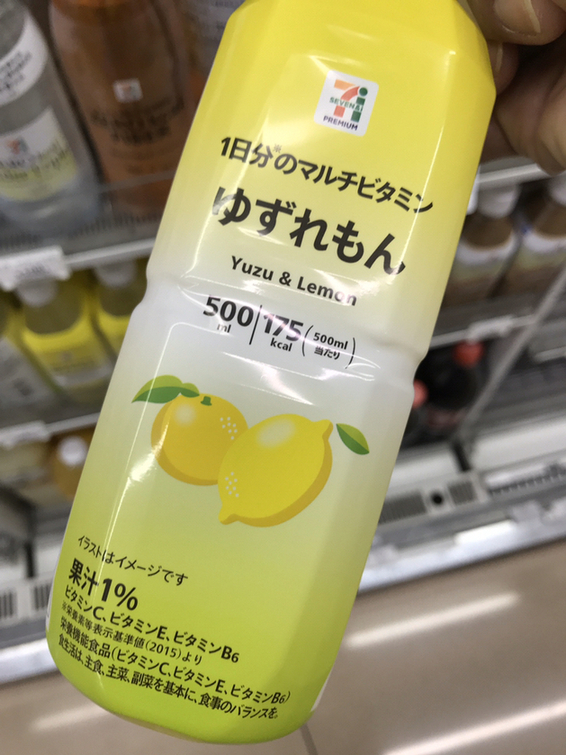 7i
SEVEN&i
PREMIUM
1日分※のマルチビタミン
ゆずれもん
Yuzu & Lemon
500ml 175kcal (500ml当たり)
イラストはイメージです
果汁1%
ビタミンC、ビタミンE、ビタミンB6
※栄養素等表示基準値(2015)より
栄養機能食品(ビタミンC、ビタミンE、ビタミンB6)
食生活は、主食、主菜、副菜を基本に、食事のバランスを。